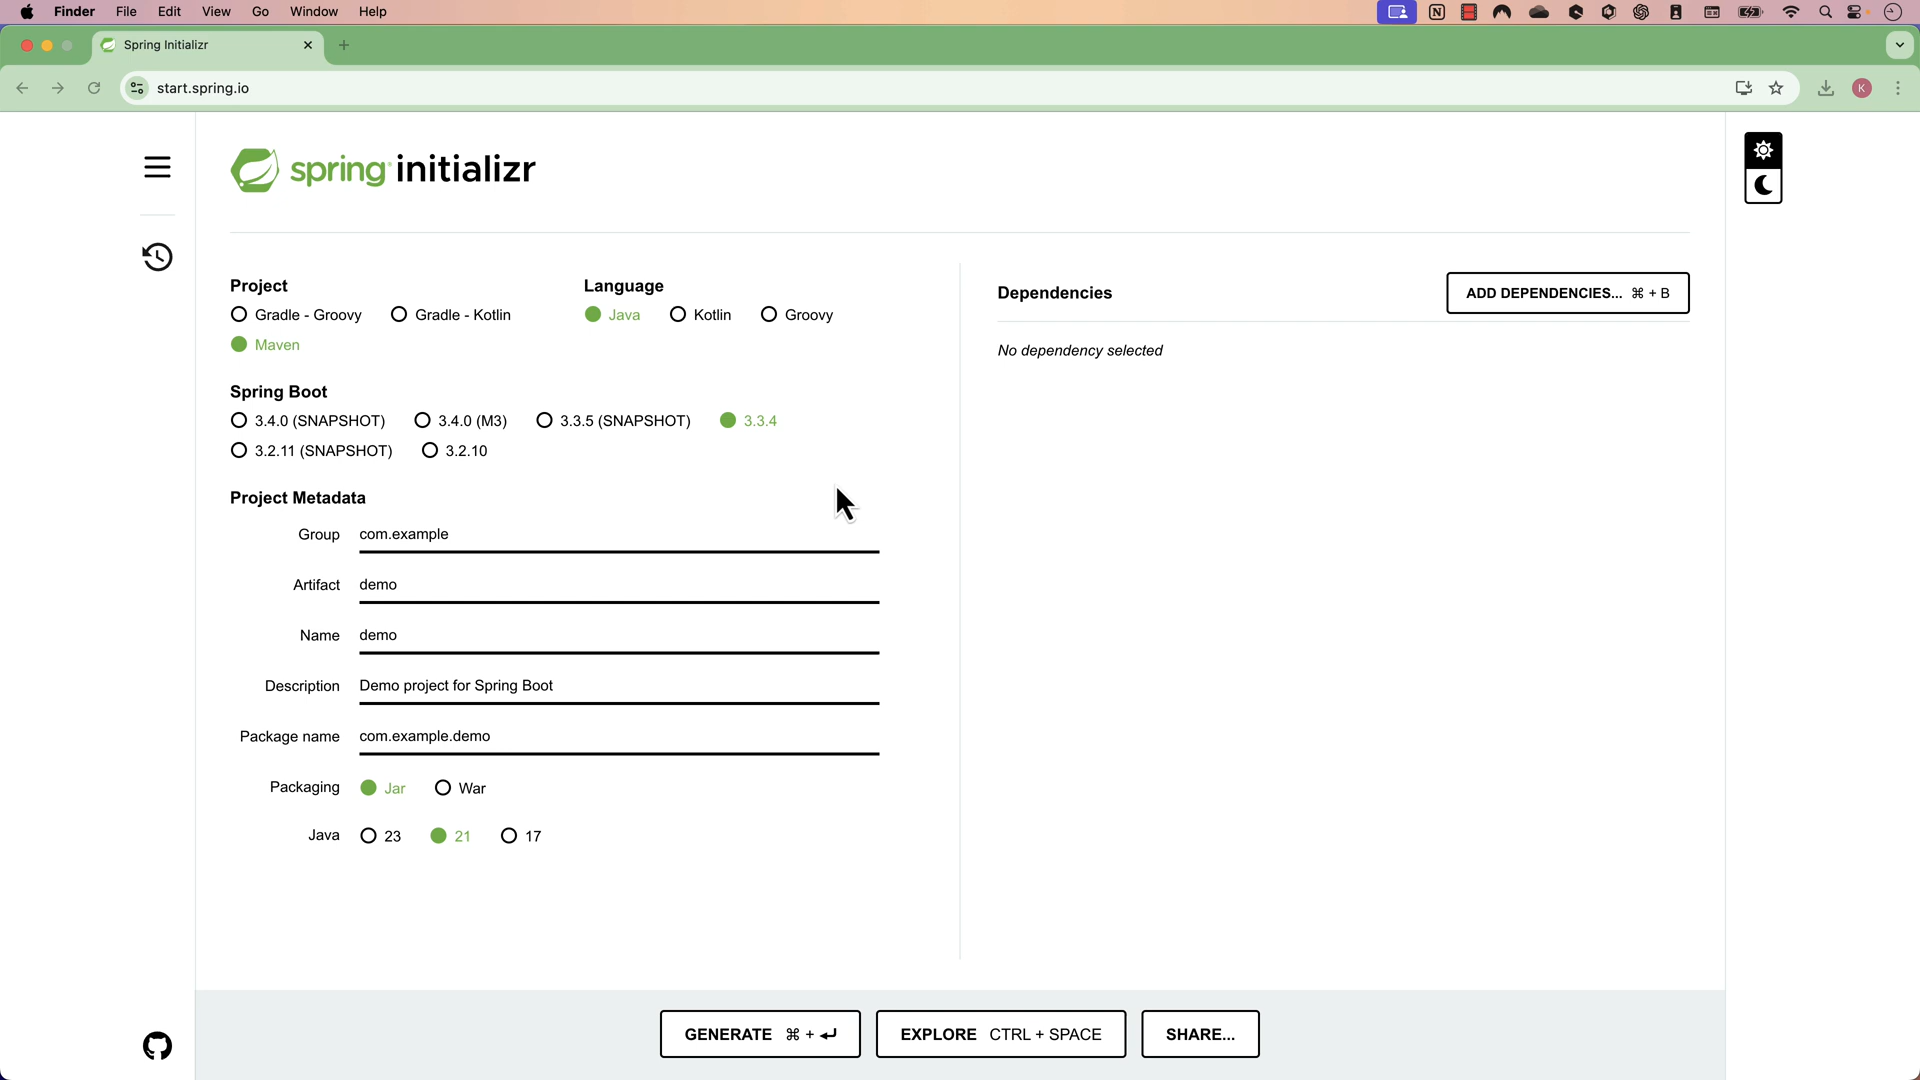 Finder File Edit View Go Window Help
Spring Initializr
start.spring.io
K
spring initializr
Project
Gradle - Groovy Gradle - Kotlin
Maven
Language
Java Kotlin Groovy
Spring Boot
3.4.0 (SNAPSHOT) 3.4.0 (M3) 3.3.5 (SNAPSHOT) 3.3.4
3.2.11 (SNAPSHOT) 3.2.10
Project Metadata
Group com.example
Artifact demo
Name demo
Description Demo project for Spring Boot
Package name com.example.demo
Packaging Jar War
Java 23 21 17
Dependencies
ADD DEPENDENCIES... ⌘ + B
No dependency selected
GENERATE ⌘ + ⏎
EXPLORE CTRL + SPACE
SHARE...